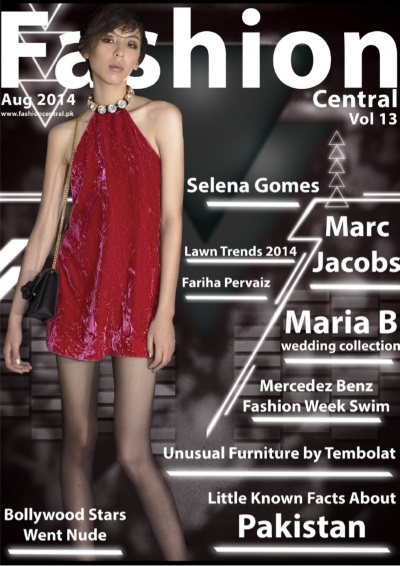 Fashion
Aug 2014
www.fashioncentral.pk
Central
Vol 13
Selena Gomes
Marc
Jacobs
Lawn Trends 2014
Fariha Pervaiz
Maria B
wedding collection
Mercedez Benz
Fashion Week Swim
Unusual Furniture by Tembolat
Little Known Facts About
Pakistan
Bollywood Stars
Went Nude